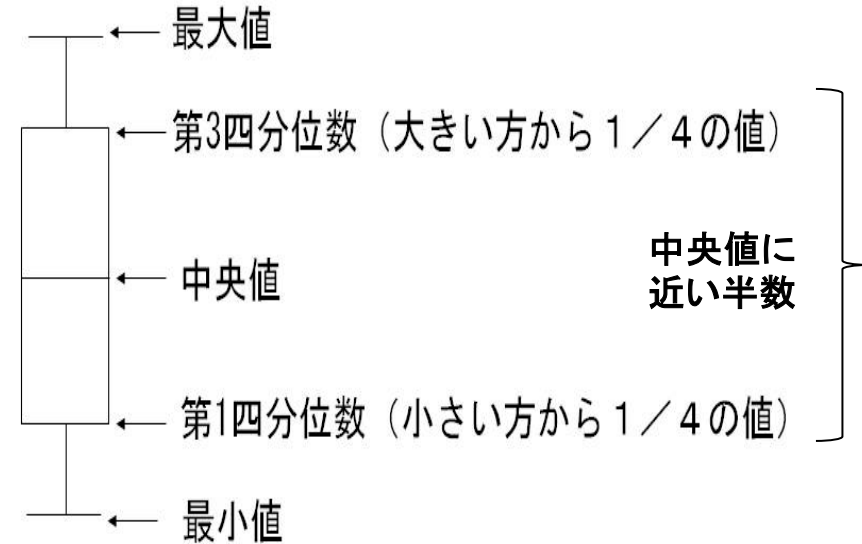 最大値
第3四分位数（大きい方から１／４の値）
中央値に
近い半数
中央値
第1四分位数（小さい方から１／４の値）
最小値